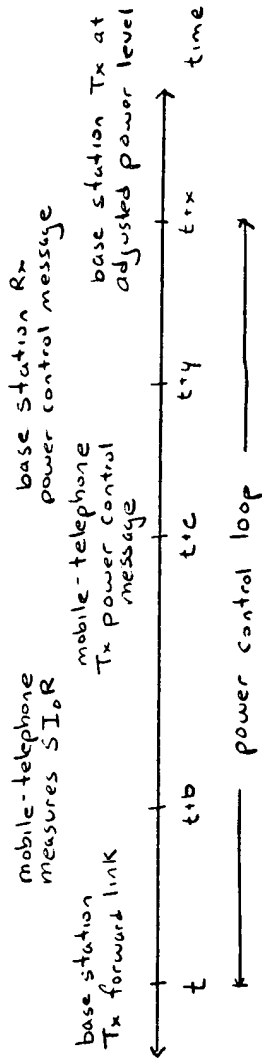 base station
Tx forward link
mobile-telephone
measures SI₀R
mobile-telephone
Tx power control
message
base station Rx
power control message
base station Tx at
adjusted power level
t
t+b
t+c
t+y
t+x
time
power control loop